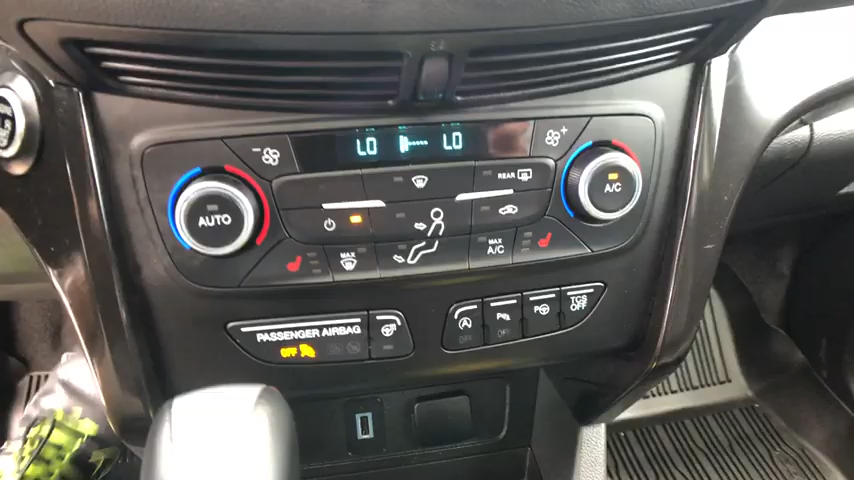 LO LO
REAR
A/C
AUTO
MAX
MAX
A/C
PASSENGER AIRBAG
OFF
A
OFF
P
OFF
P
TCS
OFF